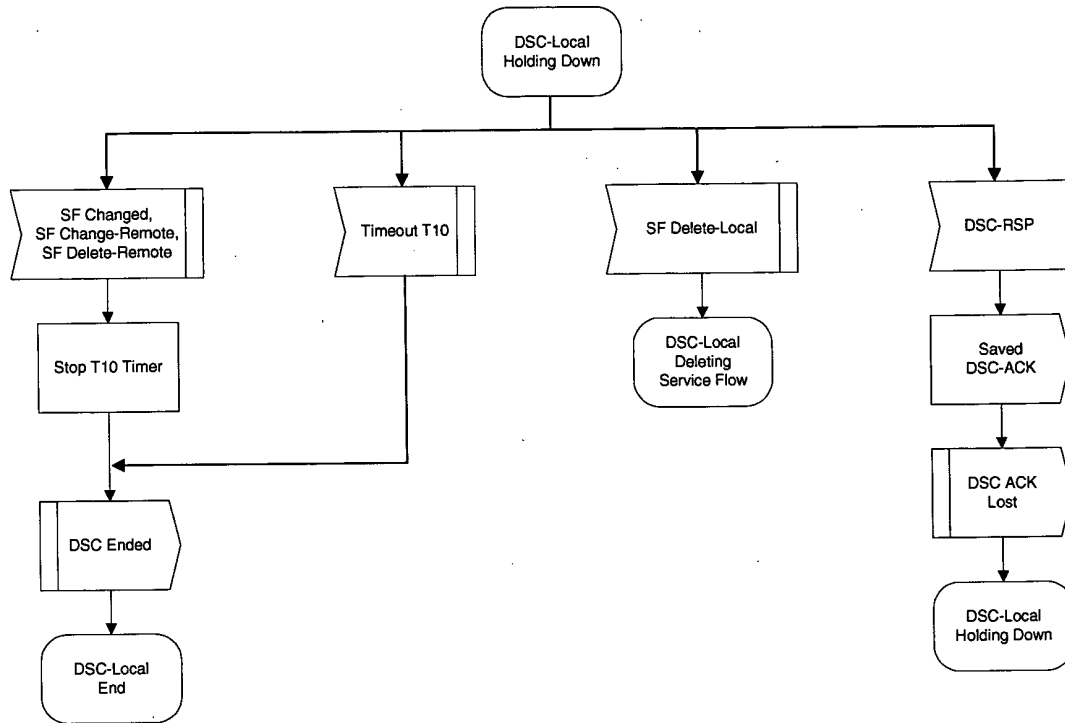 DSC-Local
Holding Down
SF Changed,
SF Change-Remote,
SF Delete-Remote
Timeout T10
SF Delete-Local
DSC-RSP
Stop T10 Timer
DSC-Local
Deleting
Service Flow
Saved
DSC-ACK
DSC Ended
DSC ACK
Lost
DSC-Local
End
DSC-Local
Holding Down